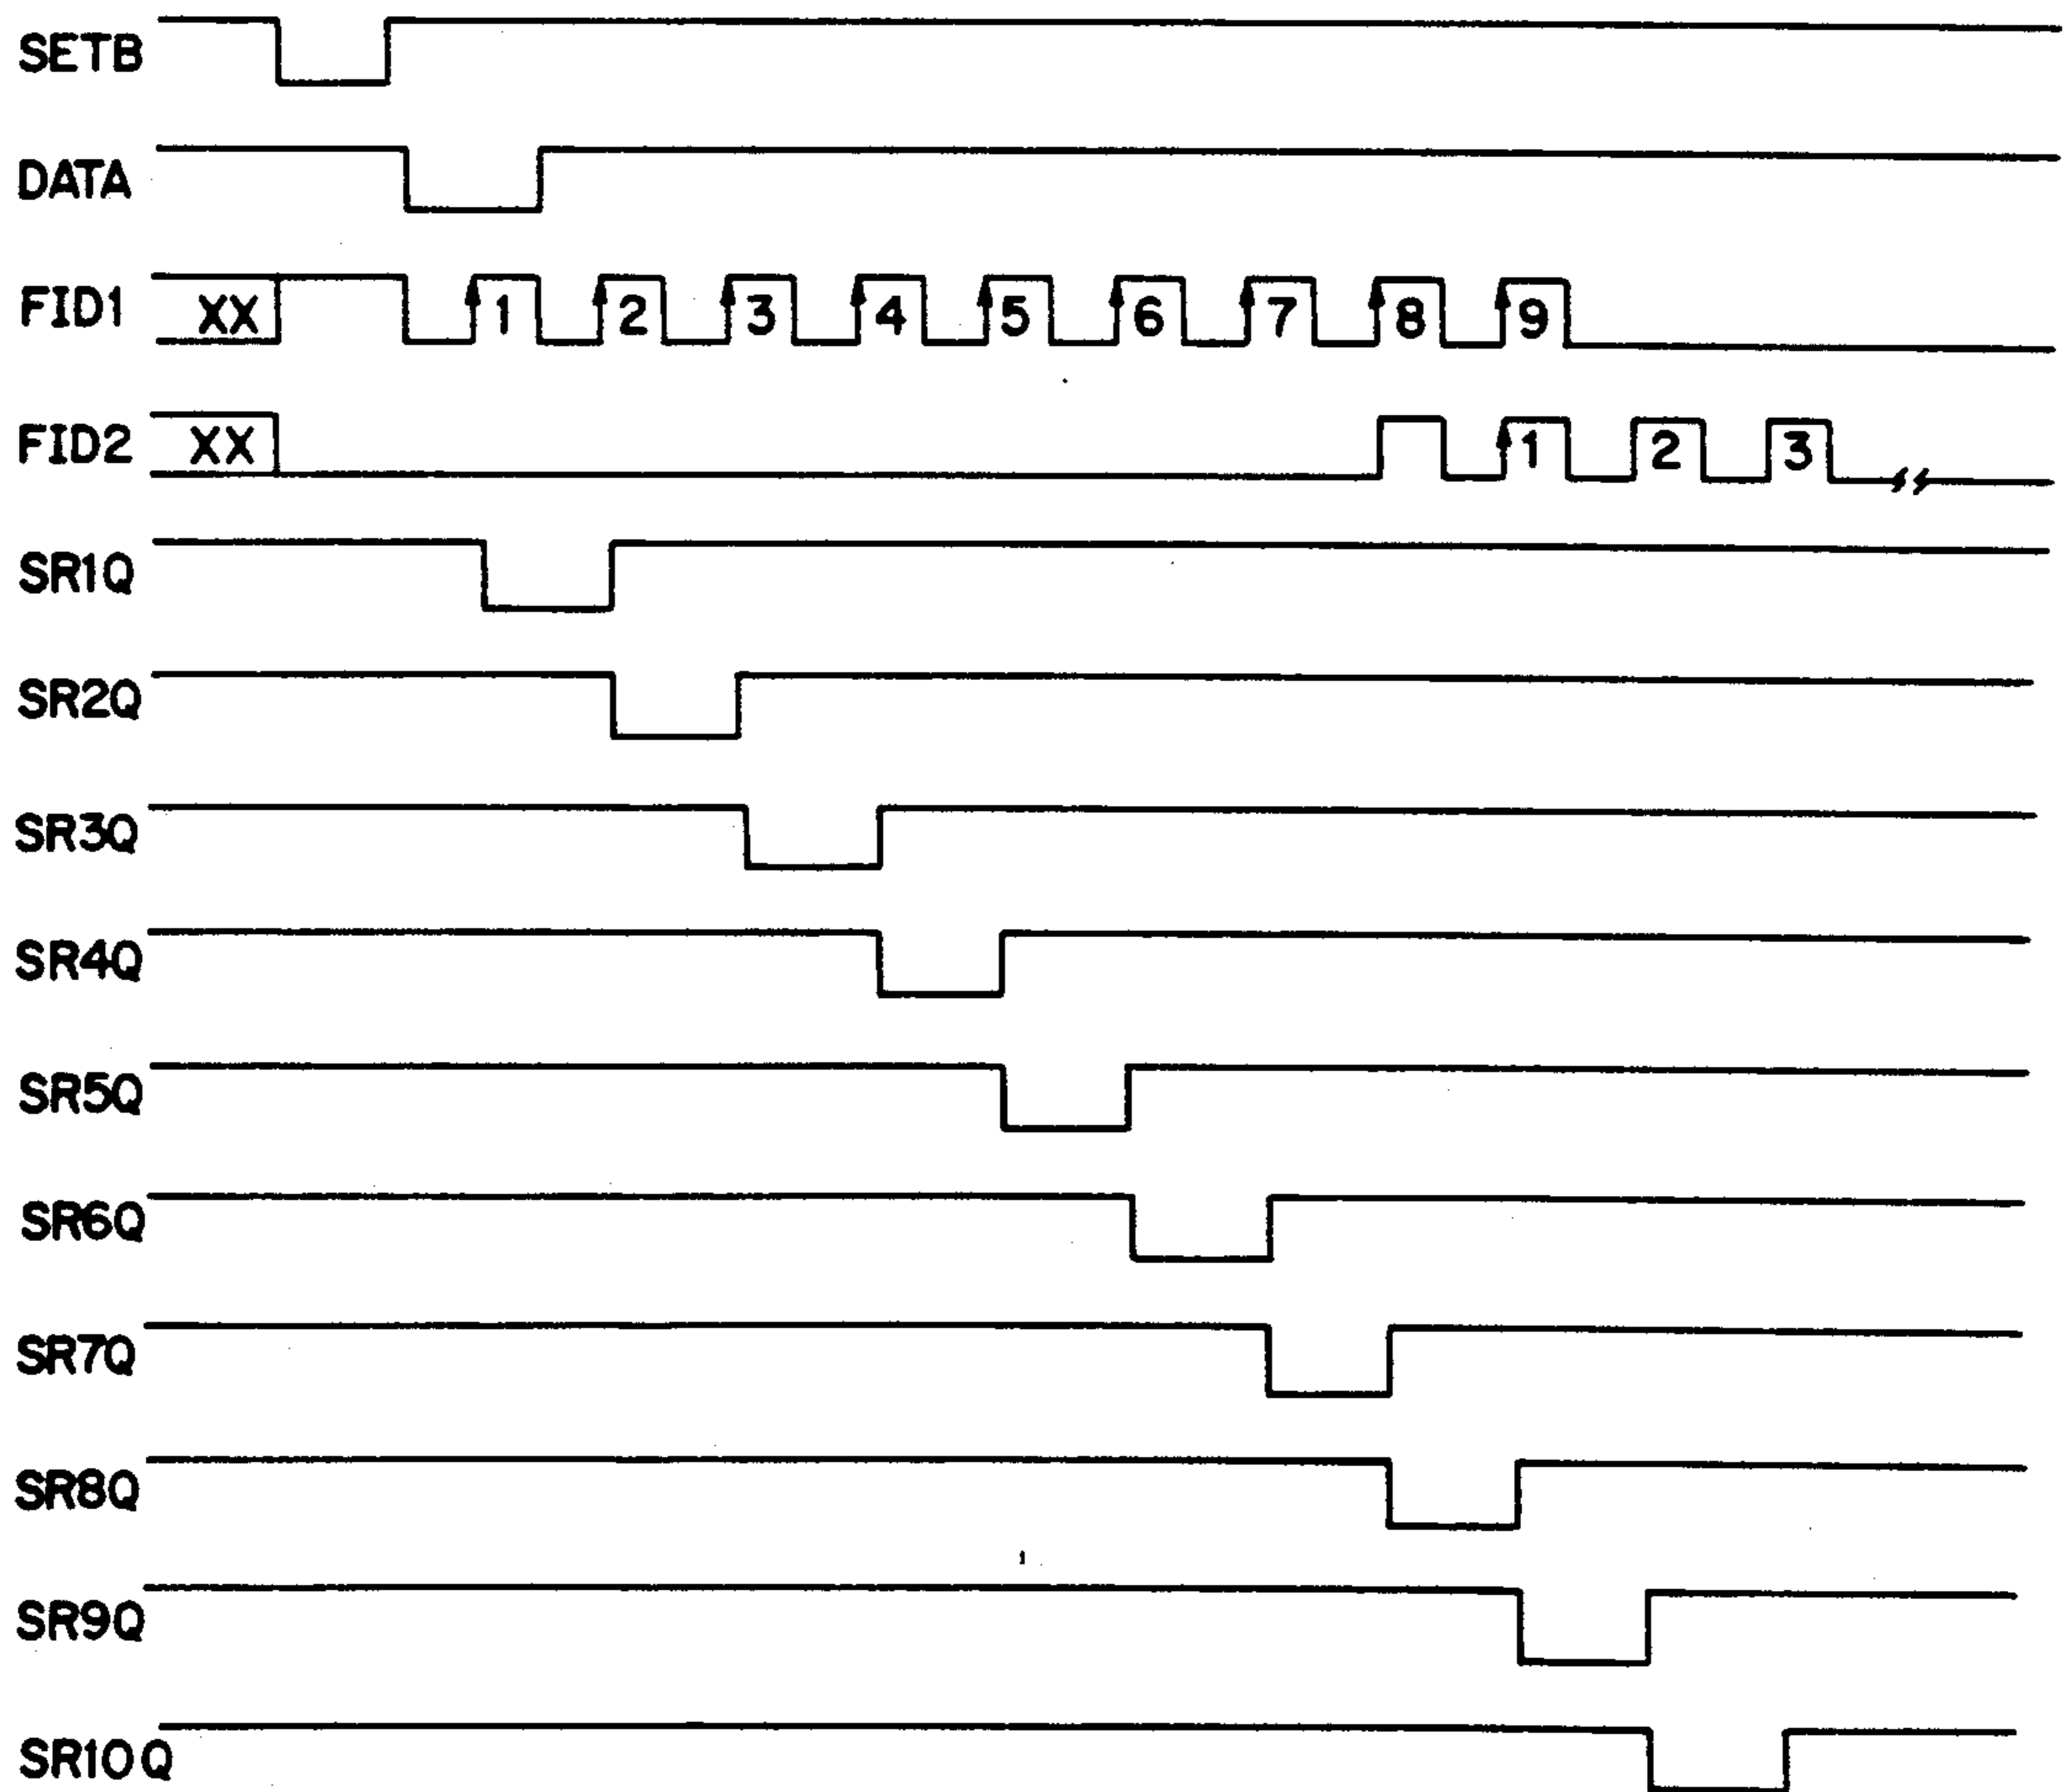 SETB
DATA
FID1 XX 1 2 3 4 5 6 7 8 9
FID2 XX 1 2 3
SR1Q
SR2Q
SR3Q
SR4Q
SR5Q
SR6Q
SR7Q
SR8Q
SR9Q
SR10Q